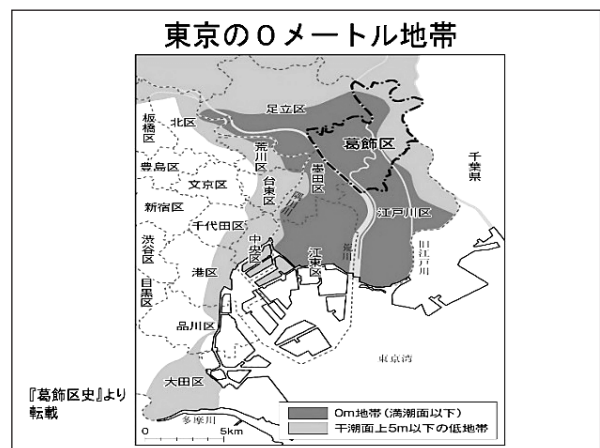 東京の０メートル地帯
足立区
北区
板橋区
葛飾区
荒川区
豊島区
台東区
墨田区
千葉県
文京区
新宿区
江戸川区
千代田区
中央区
江東区
荒川
旧江戸川
渋谷区
港区
目黒区
品川区
東京湾
大田区
『葛飾区史』より
転載
多摩川
0m地帯（満潮面以下）
干潮面上5m以下の低地帯
0
5km